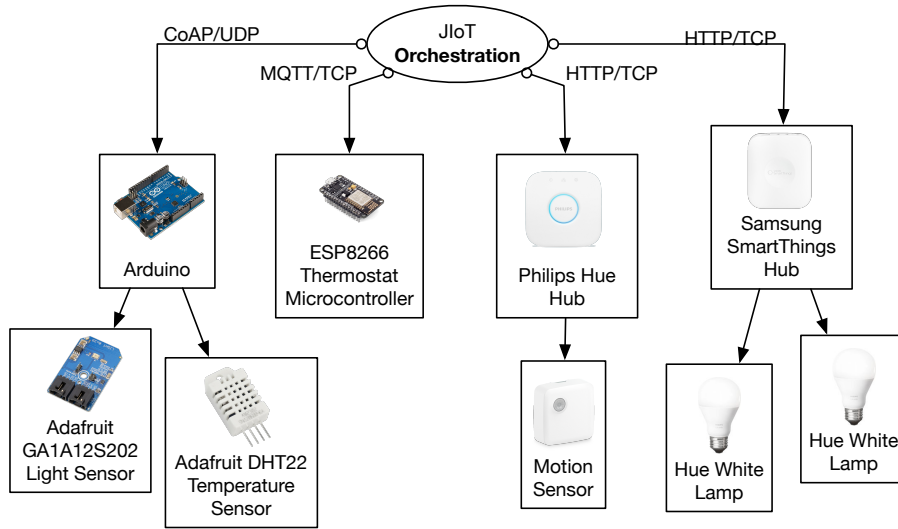 JIoT
Orchestration
CoAP/UDP
MQTT/TCP
HTTP/TCP
HTTP/TCP
Arduino
ESP8266
Thermostat
Microcontroller
PHILIPS
Philips Hue
Hub
Samsung
SmartThings
Hub
Adafruit
GA1A12S202
Light Sensor
Adafruit DHT22
Temperature
Sensor
Motion
Sensor
Hue White
Lamp
Hue White
Lamp